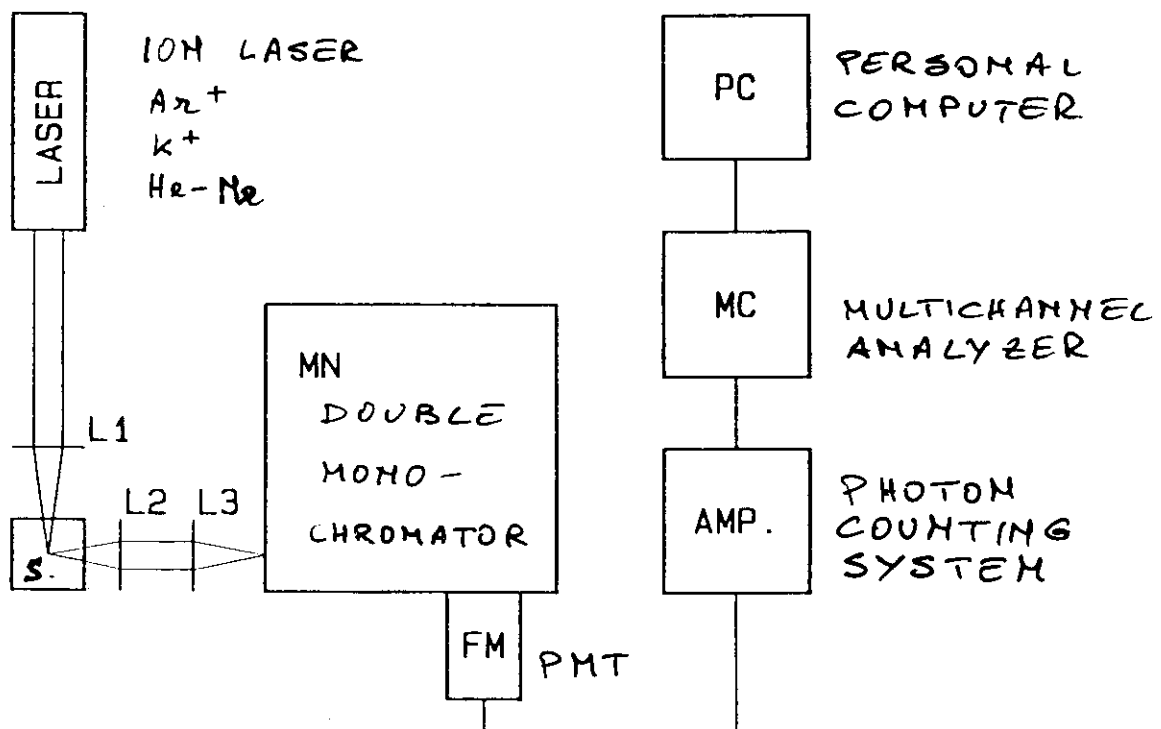 LASER
ION LASER
Ar+
K+
He-Ne
L1
S.
L2
L3
MN
DOUBLE
MONO-
CHROMATOR
FM
PMT
PC
PERSONAL
COMPUTER
MC
MULTICHANNEL
ANALYZER
AMP.
PHOTON
COUNTING
SYSTEM